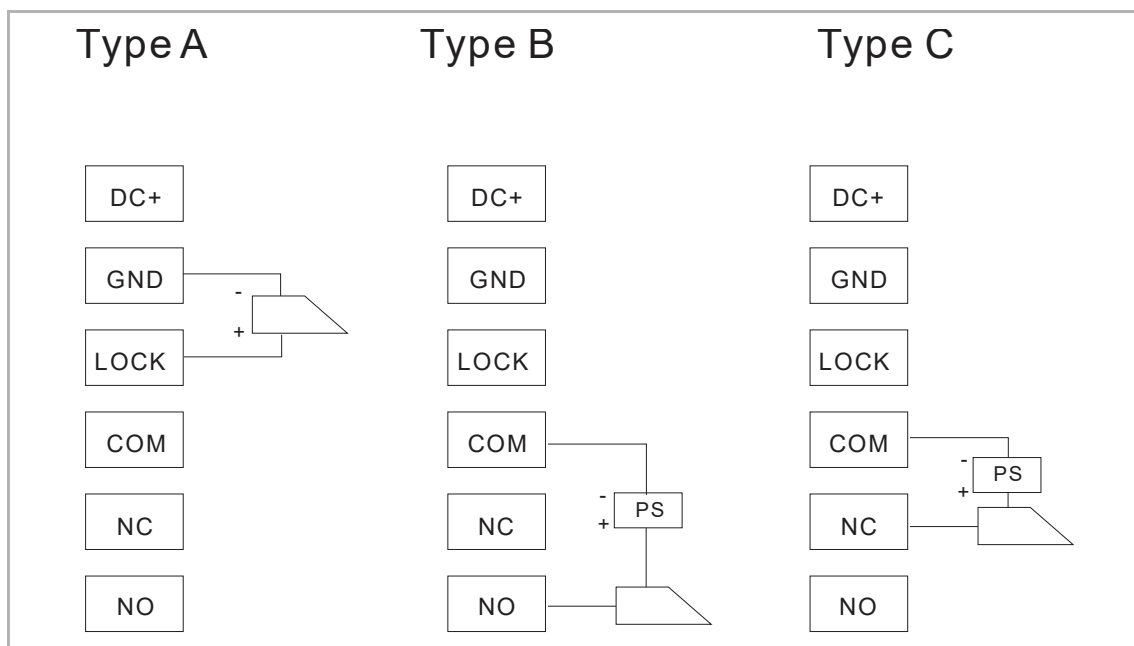 Type A Type B Type C
DC+ DC+ DC+
GND GND GND
-
+
LOCK LOCK LOCK
COM COM COM
-
PS
+
-
PS
+
NC NC NC
NO NO NO